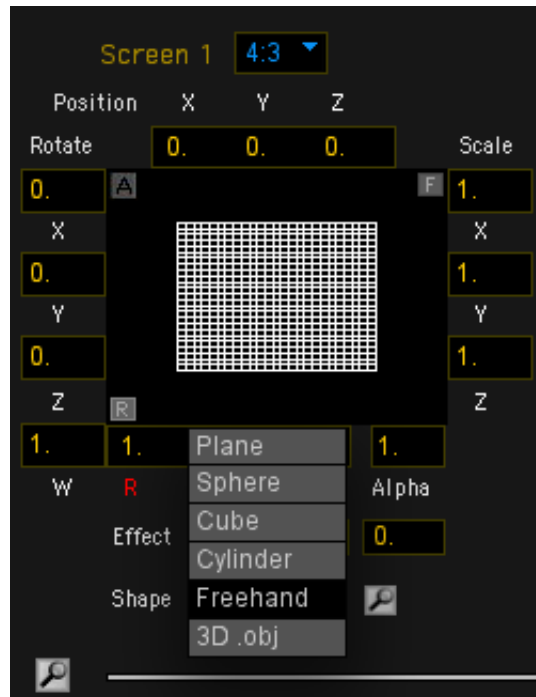 Screen 1 4:3
Position X Y Z
Rotate 0. 0. 0. Scale
0. A F 1.
X X
0. 1.
Y Y
0. 1.
Z R Z
1. 1. Plane 1.
W R Sphere Alpha
Cube
Effect 0.
Cylinder
Shape Freehand
3D .obj